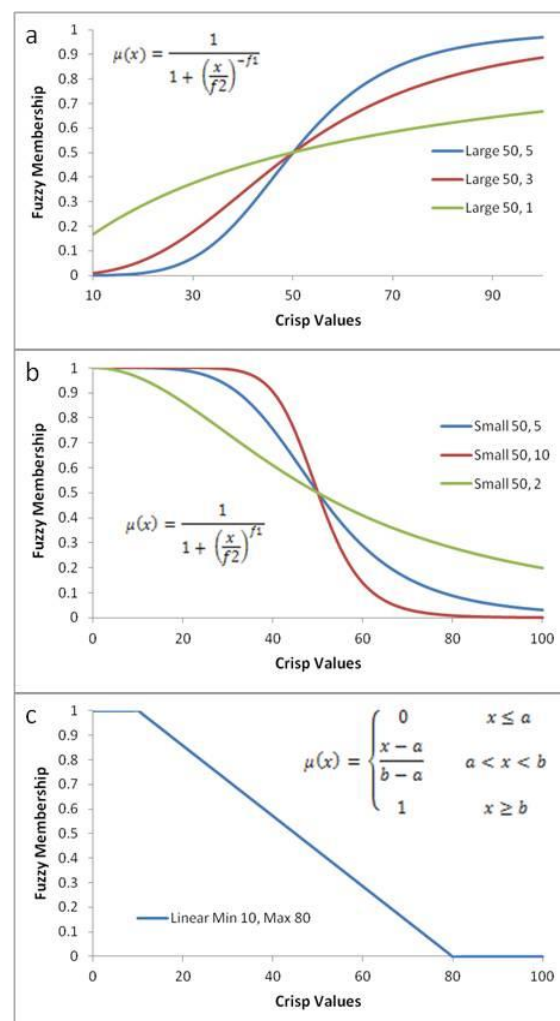 a
μ(x) = 1 / (1 + (x/f2)^-f1)
1
0.9
0.8
0.7
0.6
0.5
0.4
0.3
0.2
0.1
0
Fuzzy Membership
Large 50, 5
Large 50, 3
Large 50, 1
10 30 50 70 90
Crisp Values
b
1
0.9
0.8
0.7
0.6
0.5
0.4
0.3
0.2
0.1
0
Fuzzy Membership
Small 50, 5
Small 50, 10
Small 50, 2
μ(x) = 1 / (1 + (x/f2)^f1)
0 20 40 60 80 100
Crisp Values
c
1
0.9
0.8
0.7
0.6
0.5
0.4
0.3
0.2
0.1
0
Fuzzy Membership
0 x ≤ a
μ(x) = { (x − a) / (b − a) a < x < b
1 x ≥ b
Linear Min 10, Max 80
0 20 40 60 80 100
Crisp Values